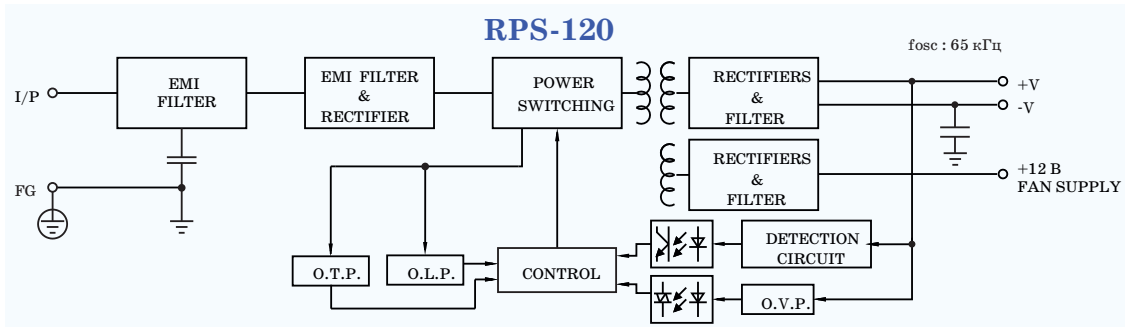 RPS-120
fosc : 65 кГц
I/P
EMI
FILTER
EMI FILTER
&
RECTIFIER
POWER
SWITCHING
RECTIFIERS
&
FILTER
+V
-V
FG
RECTIFIERS
&
FILTER
+12 В
FAN SUPPLY
O.T.P.
O.L.P.
CONTROL
DETECTION
CIRCUIT
O.V.P.